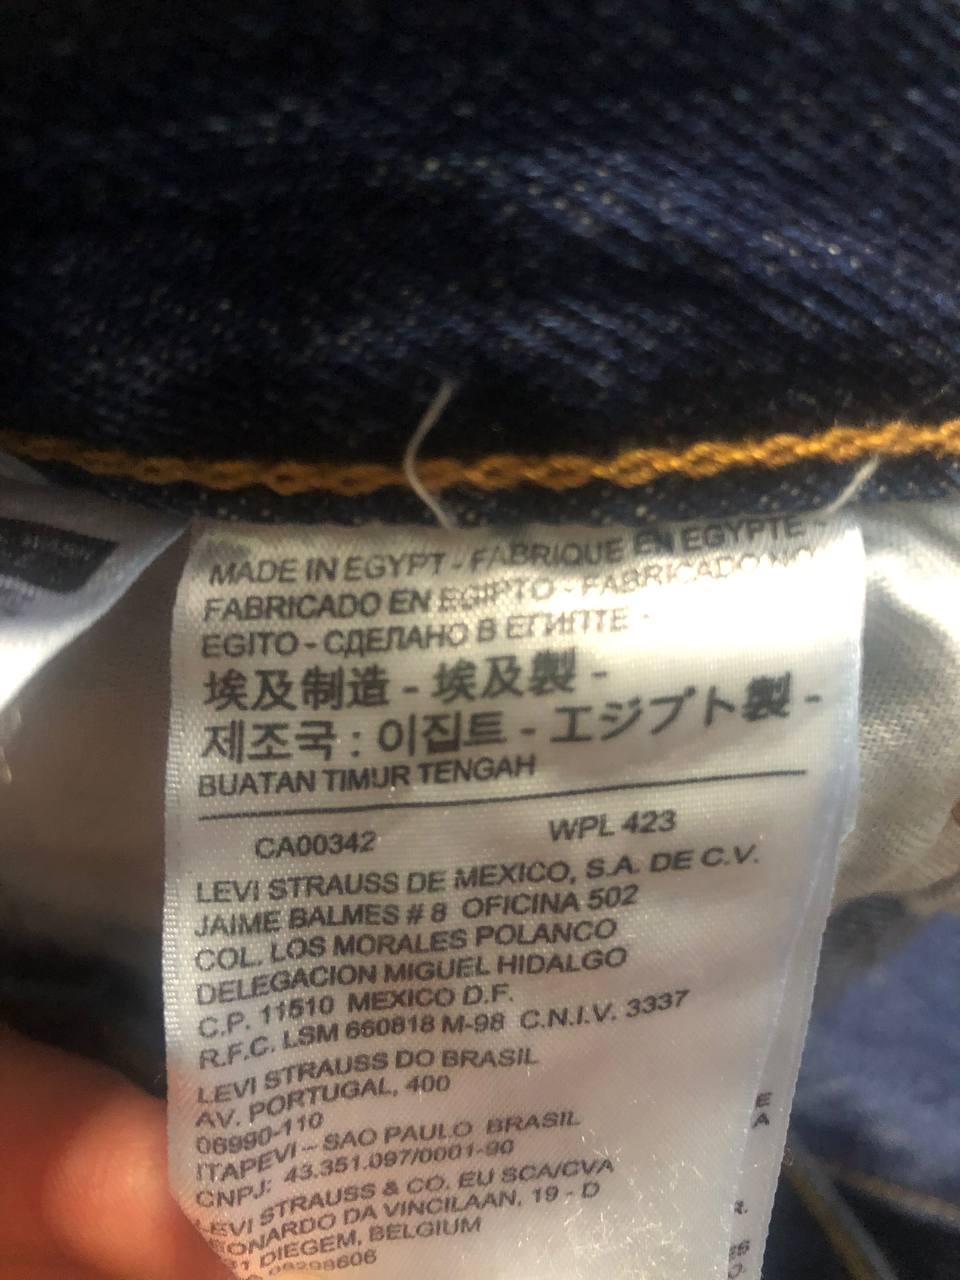 MADE IN EGYPT - FABRIQUE EN EGYPTE -
FABRICADO EN EGIPTO - FABRICADO NO
EGITO - СДЕЛАНО В ЕГИПТЕ -
埃及制造 - 埃及製 -
제조국 : 이집트 - エジプト製 -
BUATAN TIMUR TENGAH
CA00342 WPL 423
LEVI STRAUSS DE MEXICO, S.A. DE C.V.
JAIME BALMES # 8 OFICINA 502
COL. LOS MORALES POLANCO
DELEGACION MIGUEL HIDALGO
C.P. 11510 MEXICO D.F.
R.F.C. LSM 660818 M-98 C.N.I.V. 3337
LEVI STRAUSS DO BRASIL
AV. PORTUGAL, 400
06990-110
ITAPEVI – SAO PAULO BRASIL
CNPJ: 43.351.097/0001-90
LEVI STRAUSS & CO. EU SCA/CVA
EONARDO DA VINCILAAN, 19 - D
DIEGEM, BELGIUM
E
A
R.